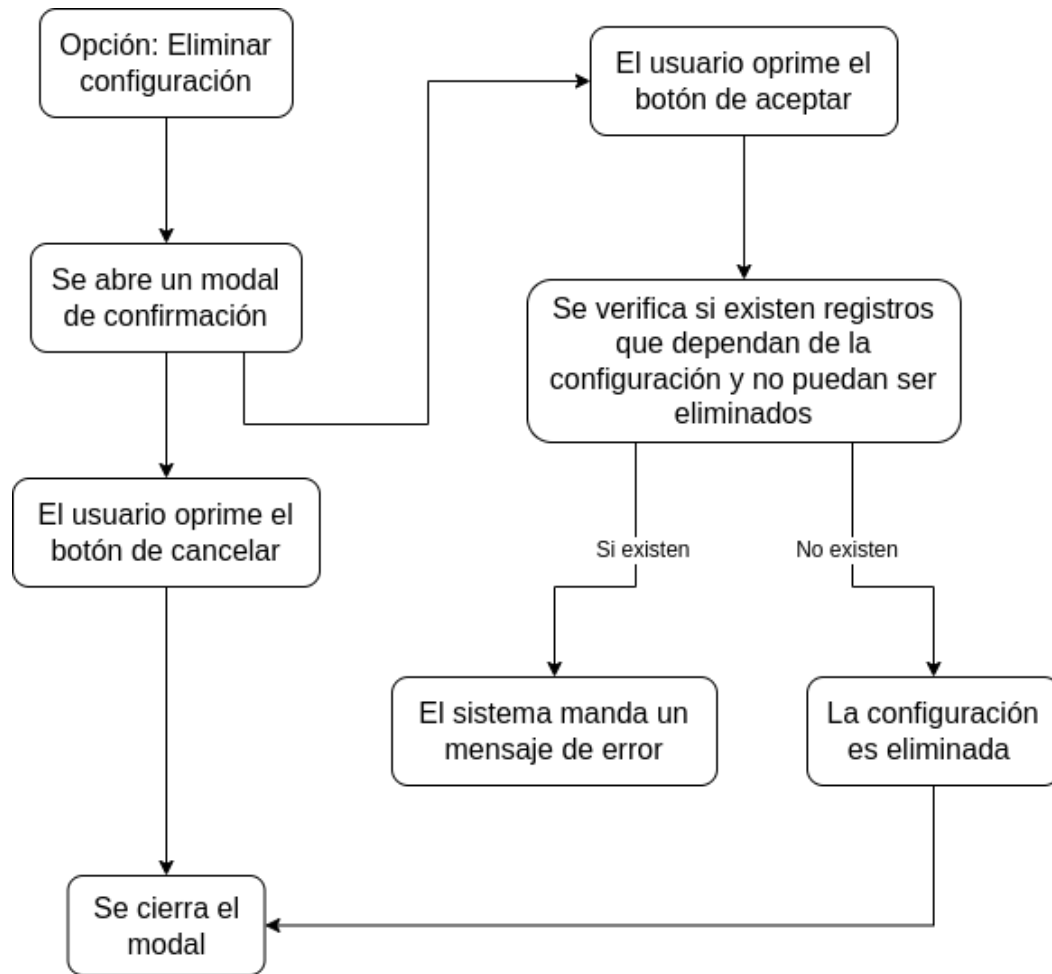 Opción: Eliminar
configuración
El usuario oprime el
botón de aceptar
Se abre un modal
de confirmación
Se verifica si existen registros
que dependan de la
configuración y no puedan ser
eliminados
El usuario oprime el
botón de cancelar
Si existen
No existen
El sistema manda un
mensaje de error
La configuración
es eliminada
Se cierra el
modal